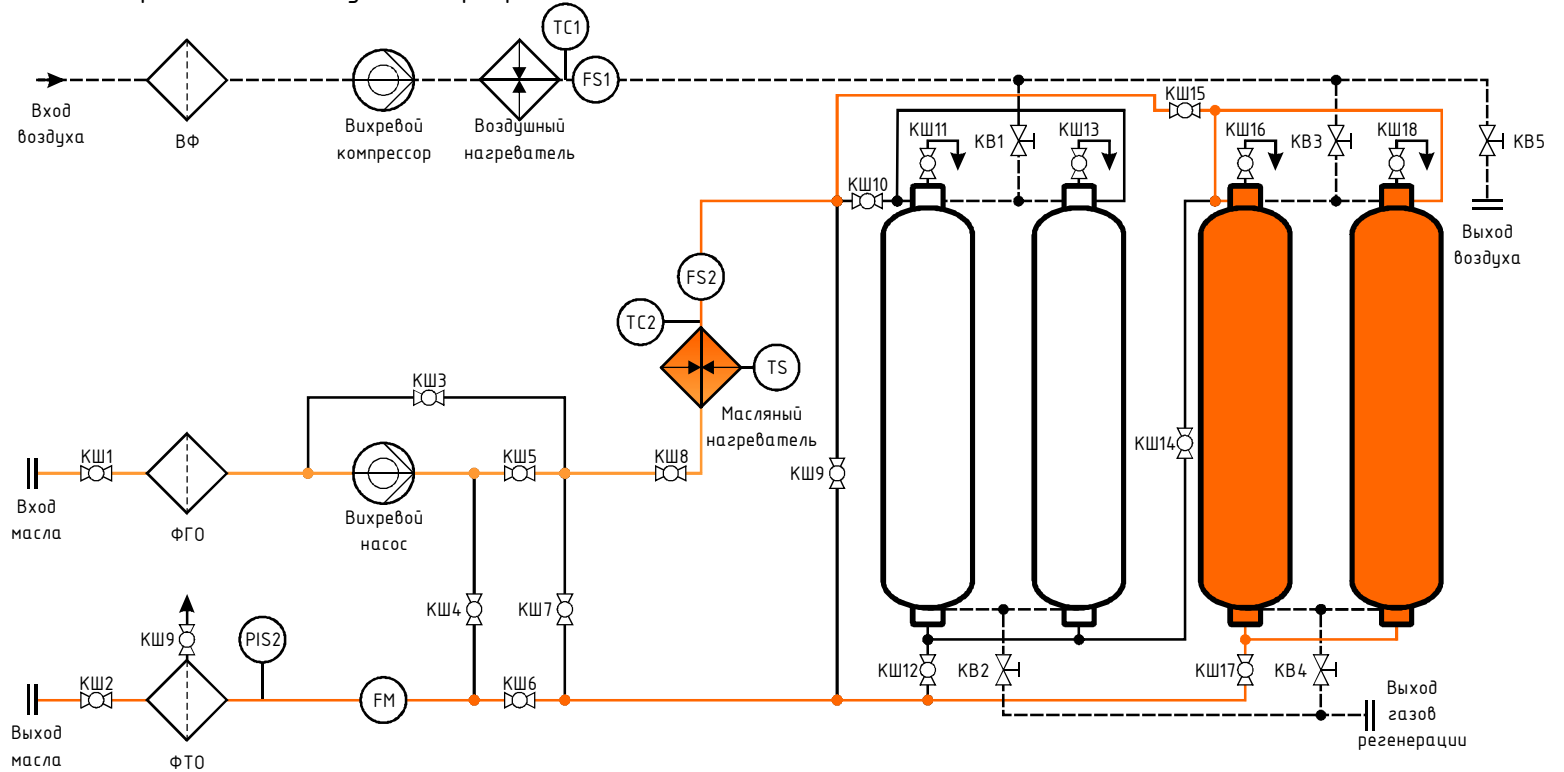 TC1
FS1
Вход
воздуха
ВФ
Вихревой
компрессор
Воздушный
нагреватель
КШ15
КШ11
КВ1
КШ13
КШ16
КВ3
КШ18
КВ5
КШ10
Выход
воздуха
FS2
TC2
TS
Масляный
нагреватель
КШ3
КШ1
КШ5
КШ8
КШ9
КШ14
Вход
масла
ФГО
Вихревой
насос
КШ4
КШ7
КШ9
PIS2
КШ2
FM
КШ6
КШ12
КВ2
КШ17
КВ4
Выход
масла
ФТО
Выход
газов
регенерации